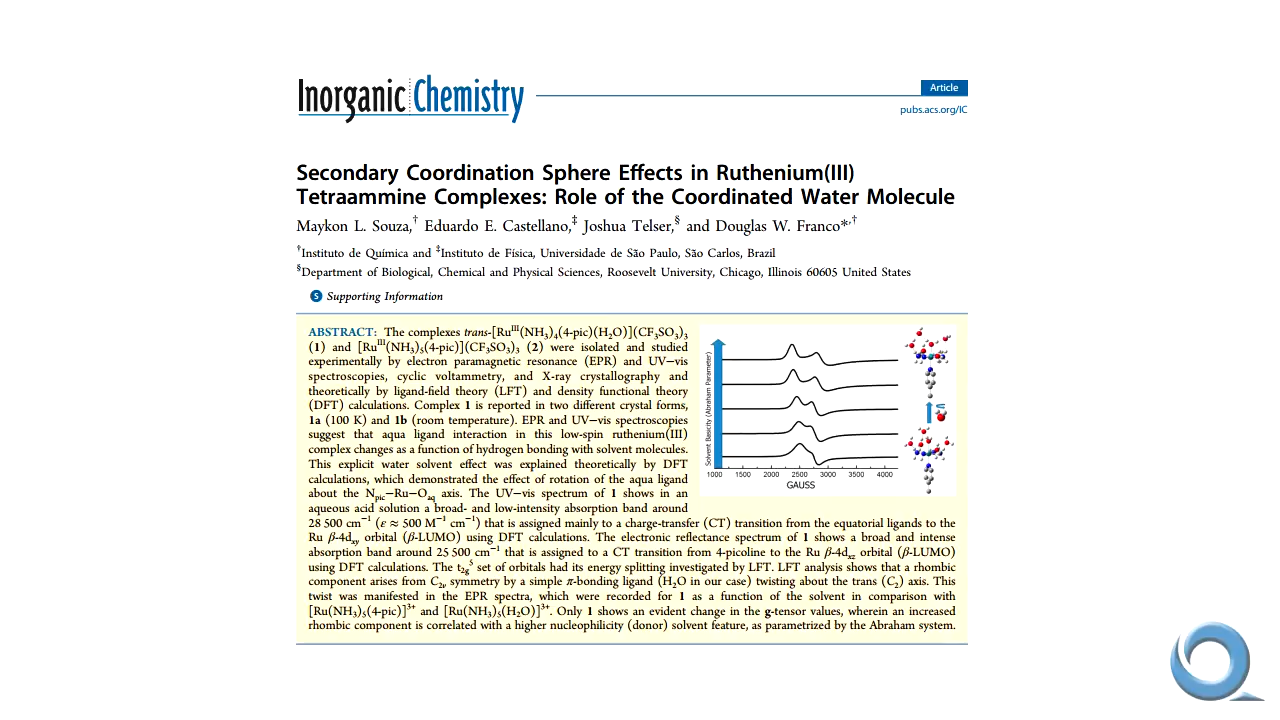 Inorganic Chemistry
Article
pubs.acs.org/IC
Secondary Coordination Sphere Effects in Ruthenium(III)
Tetraammine Complexes: Role of the Coordinated Water Molecule
Maykon L. Souza,† Eduardo E. Castellano,‡ Joshua Telser,§ and Douglas W. Franco*,†
†Instituto de Química and ‡Instituto de Física, Universidade de São Paulo, São Carlos, Brazil
§Department of Biological, Chemical and Physical Sciences, Roosevelt University, Chicago, Illinois 60605 United States
S Supporting Information
ABSTRACT: The complexes trans-[RuIII(NH3)4(4-pic)(H2O)](CF3SO3)3
(1) and [RuIII(NH3)5(4-pic)](CF3SO3)3 (2) were isolated and studied
experimentally by electron paramagnetic resonance (EPR) and UV−vis
spectroscopies, cyclic voltammetry, and X-ray crystallography and
theoretically by ligand-field theory (LFT) and density functional theory
(DFT) calculations. Complex 1 is reported in two different crystal forms,
1a (100 K) and 1b (room temperature). EPR and UV−vis spectroscopies
suggest that aqua ligand interaction in this low-spin ruthenium(III)
complex changes as a function of hydrogen bonding with solvent molecules.
This explicit water solvent effect was explained theoretically by DFT
calculations, which demonstrated the effect of rotation of the aqua ligand
about the Npic−Ru−Oaq axis. The UV−vis spectrum of 1 shows in an
aqueous acid solution a broad- and low-intensity absorption band around
28 500 cm−1 (ε ≈ 500 M−1 cm−1) that is assigned mainly to a charge-transfer (CT) transition from the equatorial ligands to the
Ru β-4dxy orbital (β-LUMO) using DFT calculations. The electronic reflectance spectrum of 1 shows a broad and intense
absorption band around 25 500 cm−1 that is assigned to a CT transition from 4-picoline to the Ru β-4dxz orbital (β-LUMO)
using DFT calculations. The t2g5 set of orbitals had its energy splitting investigated by LFT. LFT analysis shows that a rhombic
component arises from C2v symmetry by a simple π-bonding ligand (H2O in our case) twisting about the trans (C2) axis. This
twist was manifested in the EPR spectra, which were recorded for 1 as a function of the solvent in comparison with
[Ru(NH3)5(4-pic)]3+ and [Ru(NH3)5(H2O)]3+. Only 1 shows an evident change in the g-tensor values, wherein an increased
rhombic component is correlated with a higher nucleophilicity (donor) solvent feature, as parametrized by the Abraham system.
Solvent Basicity (Abraham Parameter)
1000 1500 2000 2500 3000 3500 4000
GAUSS